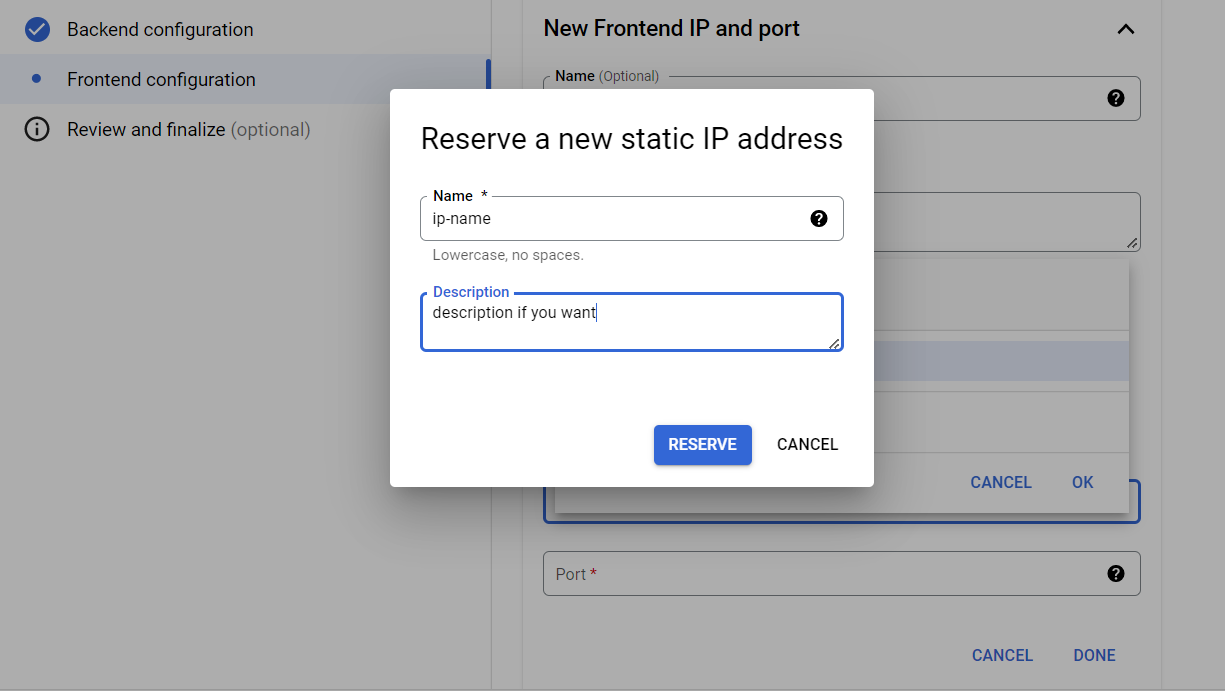 Backend configuration
Frontend configuration
Review and finalize (optional)
New Frontend IP and port
Name (Optional)
Reserve a new static IP address
Name *
ip-name
Lowercase, no spaces.
Description
description if you want
RESERVE
CANCEL
CANCEL
OK
Port *
CANCEL
DONE